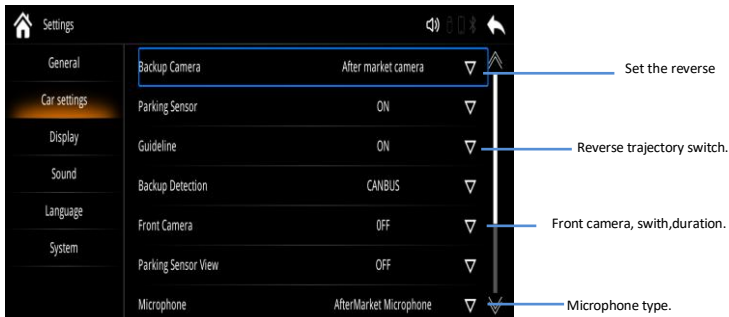 Settings
General
Car settings
Display
Sound
Language
System
Backup Camera After market camera
Parking Sensor ON
Guideline ON
Backup Detection CANBUS
Front Camera 0FF
Parking Sensor View OFF
Microphone AfterMarket Microphone
Set the reverse
Reverse trajectory switch.
Front camera, swith,duration.
Microphone type.